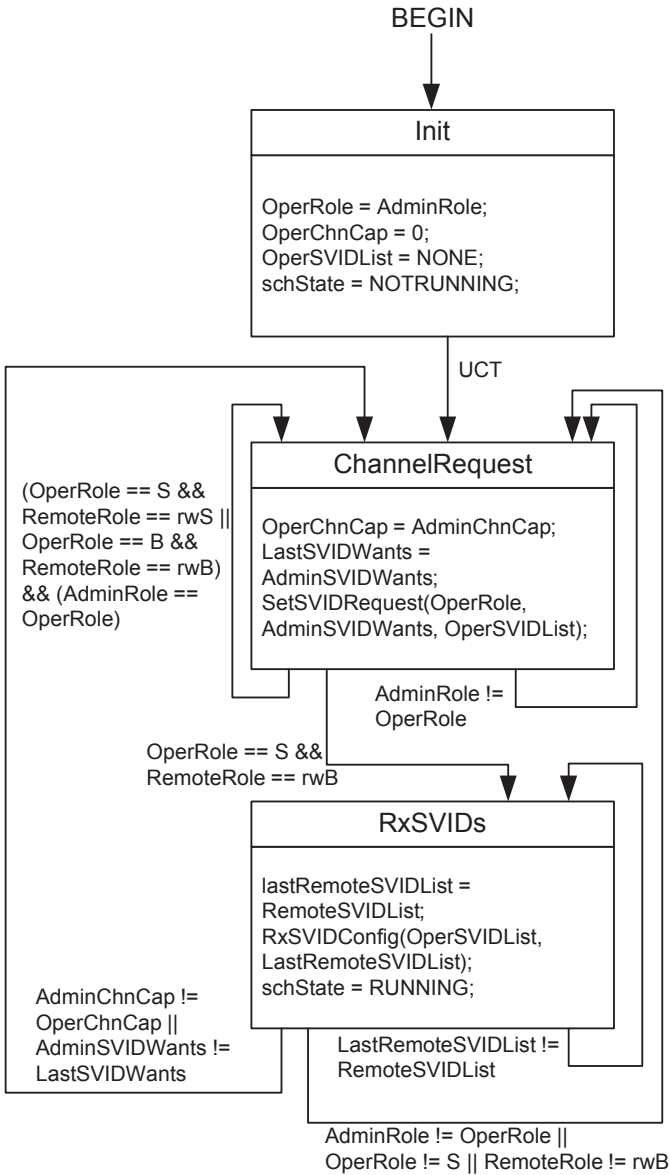 BEGIN
Init
OperRole = AdminRole;
OperChnCap = 0;
OperSVIDList = NONE;
schState = NOTRUNNING;
UCT
ChannelRequest
OperChnCap = AdminChnCap;
LastSVIDWants =
AdminSVIDWants;
SetSVIDRequest(OperRole,
AdminSVIDWants, OperSVIDList);
(OperRole == S &&
RemoteRole == rwS ||
OperRole == B &&
RemoteRole == rwB)
&& (AdminRole ==
OperRole)
AdminRole !=
OperRole
OperRole == S &&
RemoteRole == rwB
RxSVIDs
lastRemoteSVIDList =
RemoteSVIDList;
RxSVIDConfig(OperSVIDList,
LastRemoteSVIDList);
schState = RUNNING;
AdminChnCap !=
OperChnCap ||
AdminSVIDWants !=
LastSVIDWants
LastRemoteSVIDList !=
RemoteSVIDList
AdminRole != OperRole ||
OperRole != S || RemoteRole != rwB